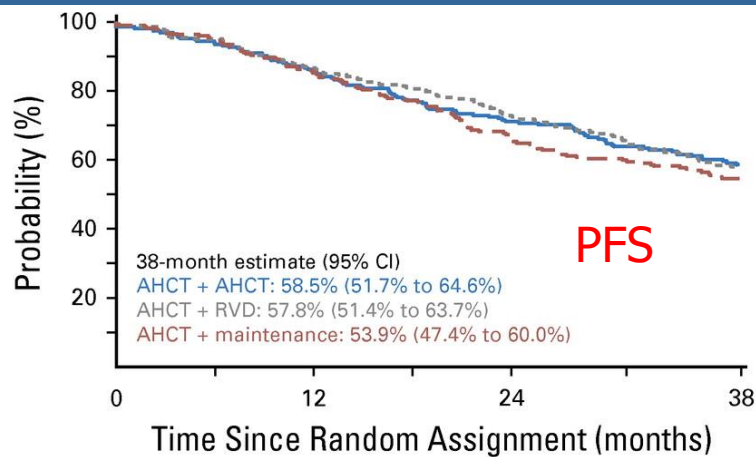 100
80
60
40
20
Probability (%)
PFS
38-month estimate (95% CI)
AHCT + AHCT: 58.5% (51.7% to 64.6%)
AHCT + RVD: 57.8% (51.4% to 63.7%)
AHCT + maintenance: 53.9% (47.4% to 60.0%)
0 12 24 38
Time Since Random Assignment (months)